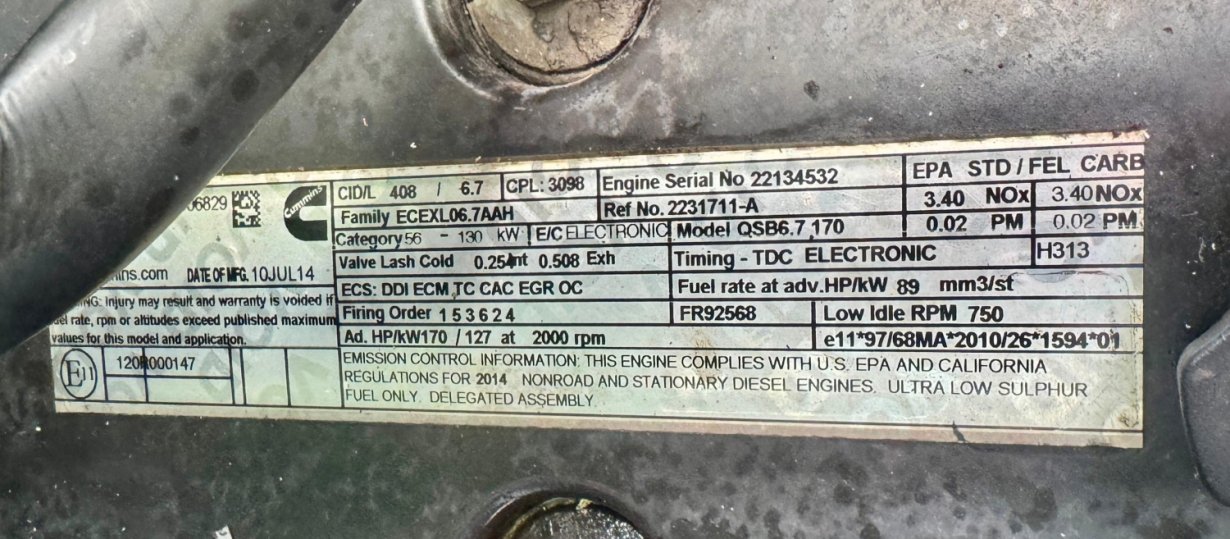 06829
Cummins
CID/L 408 / 6.7
CPL: 3098
Engine Serial No 22134532
EPA STD / FEL CARB
Family ECEXL06.7AAH
Ref No. 2231711-A
3.40 NOx 3.40 NOx
Category 56 - 130 kW
E/C ELECTRONIC
Model QSB6.7 170
0.02 PM 0.02 PM
ins.com DATE OF MFG. 10JUL14
Valve Lash Cold 0.254 Int 0.508 Exh
Timing - TDC ELECTRONIC
H313
ECS: DDI ECM TC CAC EGR OC
Fuel rate at adv.HP/kW 89 mm3/st
NG: Injury may result and warranty is voided if
el rate, rpm or altitudes exceed published maximum
values for this model and application.
Firing Order 1 5 3 6 2 4
FR92568
Low Idle RPM 750
Ad. HP/kW170 / 127 at 2000 rpm
e11*97/68MA*2010/26*1594*01
E11
120R000147
EMISSION CONTROL INFORMATION: THIS ENGINE COMPLIES WITH U.S. EPA AND CALIFORNIA
REGULATIONS FOR 2014 NONROAD AND STATIONARY DIESEL ENGINES. ULTRA LOW SULPHUR
FUEL ONLY. DELEGATED ASSEMBLY.